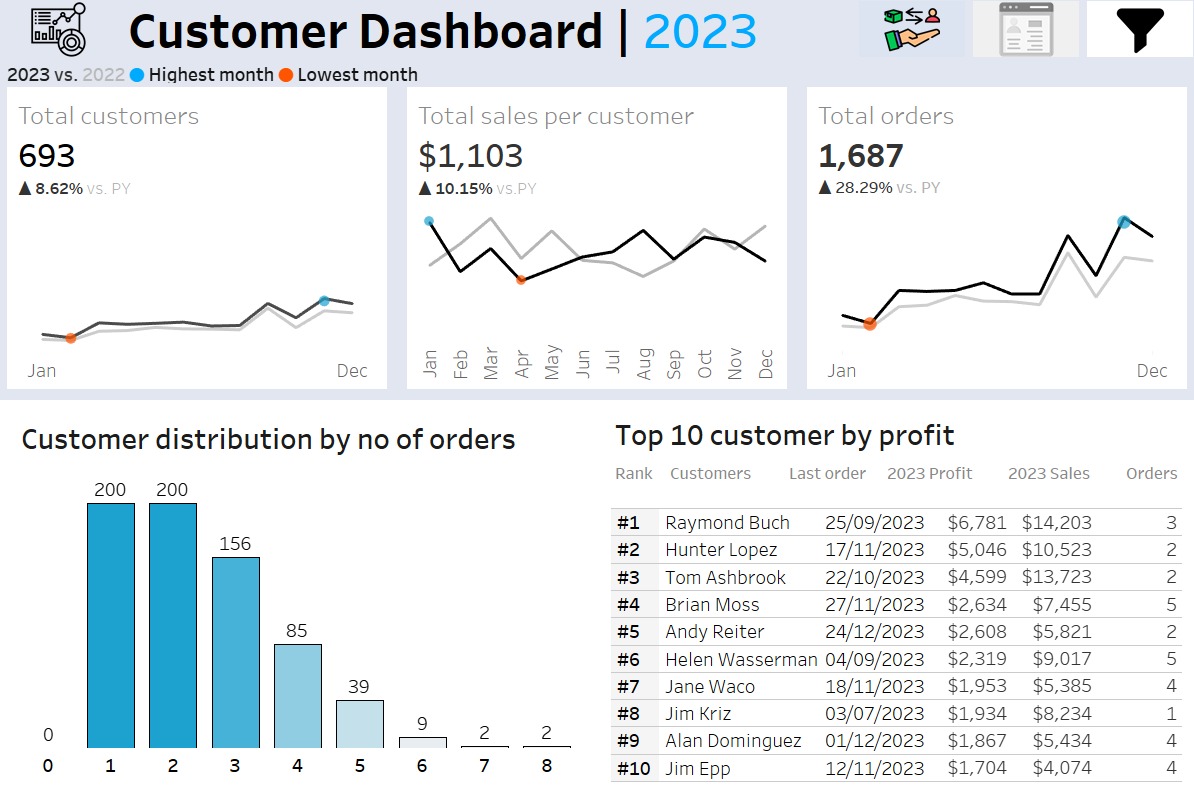 Customer Dashboard | 2023
2023 vs. 2022 Highest month Lowest month
Total customers
693
▲ 8.62% vs. PY
Jan Dec
Total sales per customer
$1,103
▲ 10.15% vs.PY
Jan Feb Mar Apr May Jun Jul Aug Sep Oct Nov Dec
Total orders
1,687
▲ 28.29% vs. PY
Jan Dec
Customer distribution by no of orders
0 200 200 156 85 39 9 2 2
0 1 2 3 4 5 6 7 8
Top 10 customer by profit
Rank Customers Last order 2023 Profit 2023 Sales Orders
#1 Raymond Buch 25/09/2023 $6,781 $14,203 3
#2 Hunter Lopez 17/11/2023 $5,046 $10,523 2
#3 Tom Ashbrook 22/10/2023 $4,599 $13,723 2
#4 Brian Moss 27/11/2023 $2,634 $7,455 5
#5 Andy Reiter 24/12/2023 $2,608 $5,821 2
#6 Helen Wasserman 04/09/2023 $2,319 $9,017 5
#7 Jane Waco 18/11/2023 $1,953 $5,385 4
#8 Jim Kriz 03/07/2023 $1,934 $8,234 1
#9 Alan Dominguez 01/12/2023 $1,867 $5,434 4
#10 Jim Epp 12/11/2023 $1,704 $4,074 4